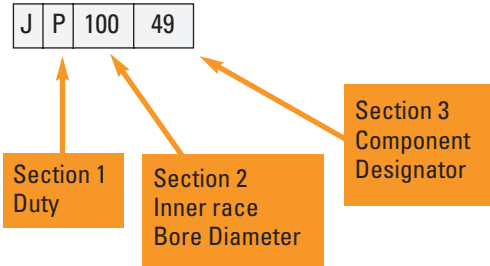 J P 100 49
Section 3
Component
Designator
Section 1
Duty
Section 2
Inner race
Bore Diameter